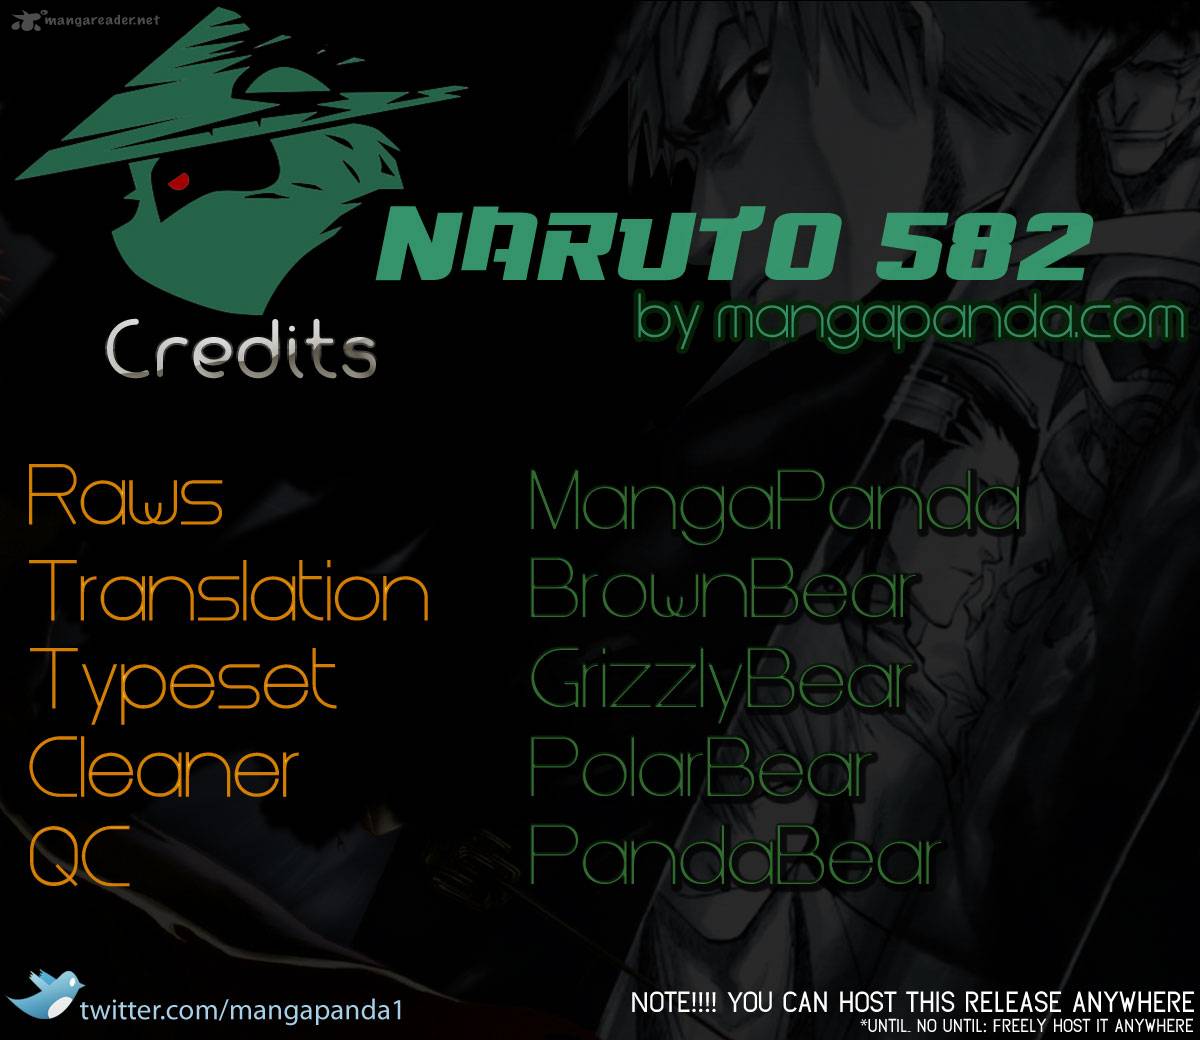 mangareader.net
NARUTO 582
by mangapanda.com
Credits
Raws MangaPanda
Translation BrownBear
Typeset GrizzlyBear
Cleaner PolarBear
QC PandaBear
twitter.com/mangapanda1
NOTE!!!! YOU CAN HOST THIS RELEASE ANYWHERE
*UNTIL. NO UNTIL: FREELY HOST IT ANYWHERE